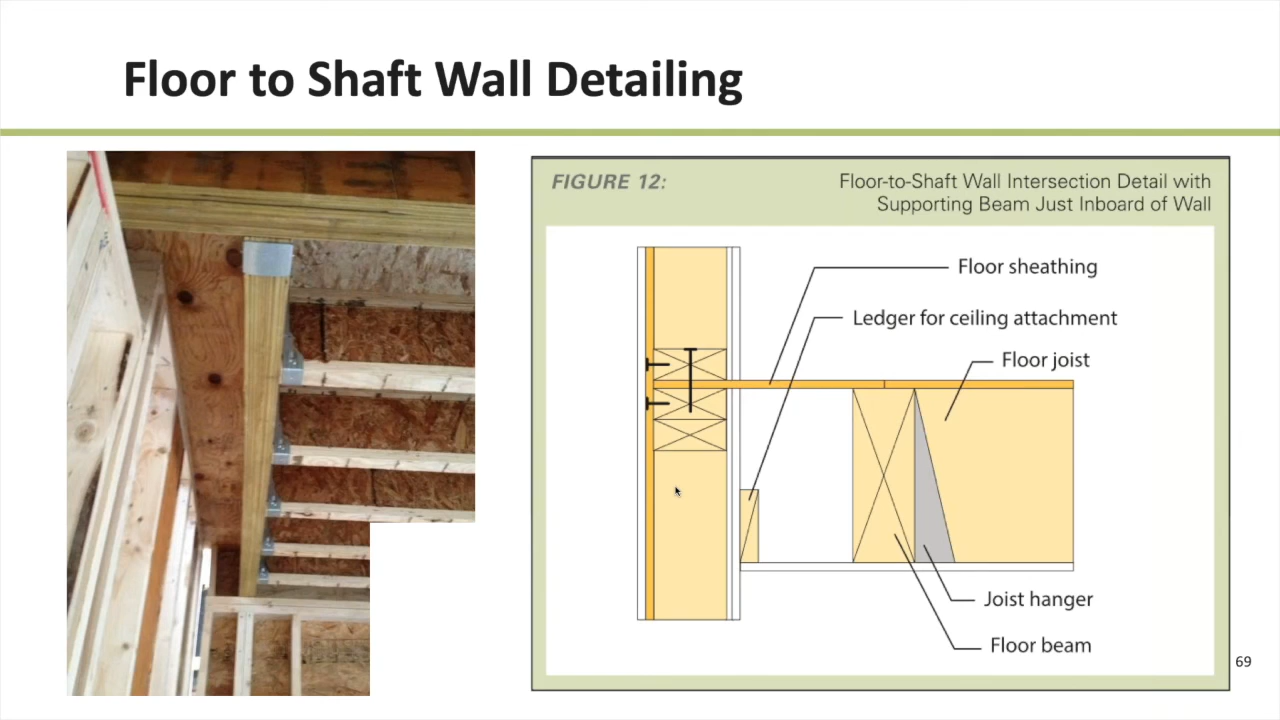 Floor to Shaft Wall Detailing
FIGURE 12:
Floor-to-Shaft Wall Intersection Detail with
Supporting Beam Just Inboard of Wall
Floor sheathing
Ledger for ceiling attachment
Floor joist
Joist hanger
Floor beam
69